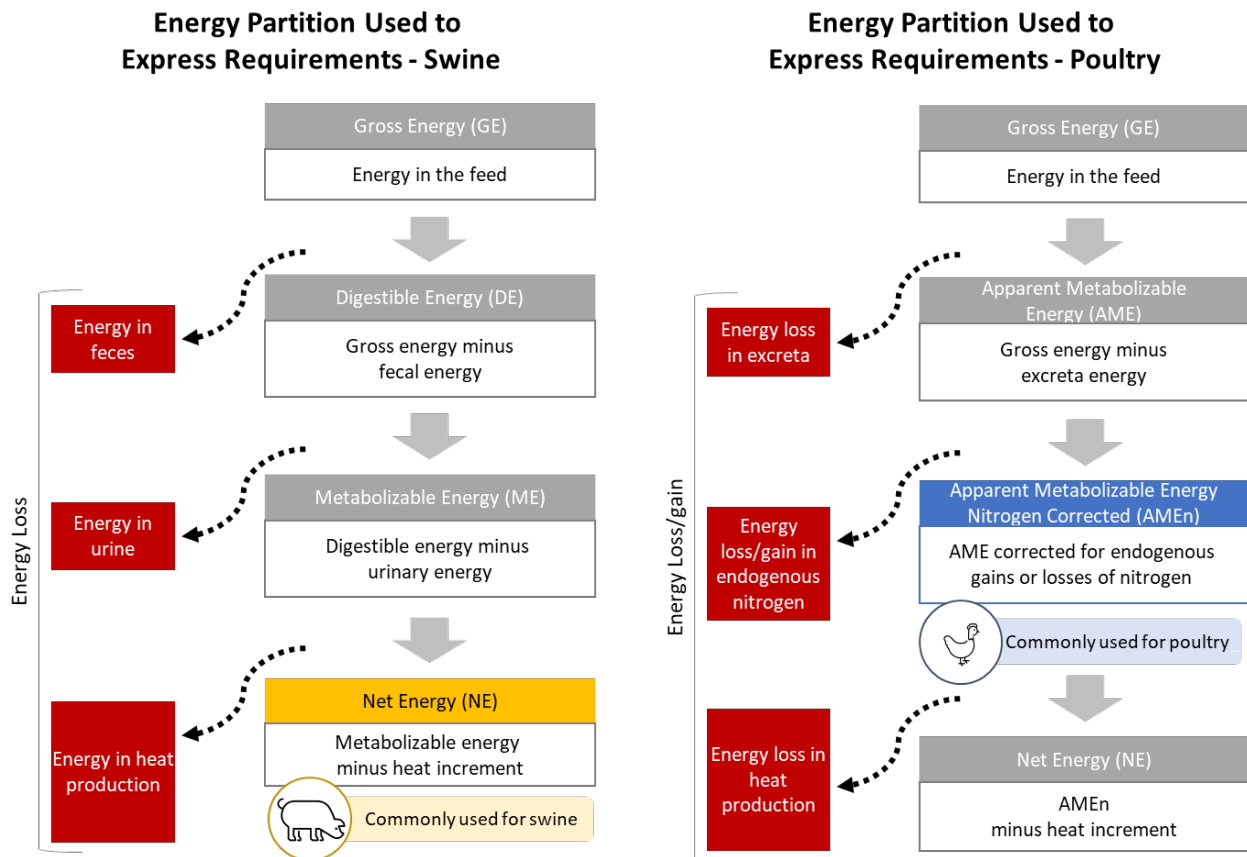 Energy Partition Used to
Express Requirements - Swine
Gross Energy (GE)
Energy in the feed
Digestible Energy (DE)
Gross energy minus
fecal energy
Energy in
feces
Metabolizable Energy (ME)
Digestible energy minus
urinary energy
Energy in
urine
Net Energy (NE)
Metabolizable energy
minus heat increment
Energy in heat
production
Commonly used for swine
Energy Loss
Energy Partition Used to
Express Requirements - Poultry
Gross Energy (GE)
Energy in the feed
Apparent Metabolizable
Energy (AME)
Gross energy minus
excreta energy
Energy loss
in excreta
Apparent Metabolizable Energy
Nitrogen Corrected (AMEn)
AME corrected for endogenous
gains or losses of nitrogen
Energy
loss/gain in
endogenous
nitrogen
Commonly used for poultry
Net Energy (NE)
AMEn
minus heat increment
Energy loss in
heat
production
Energy Loss/gain